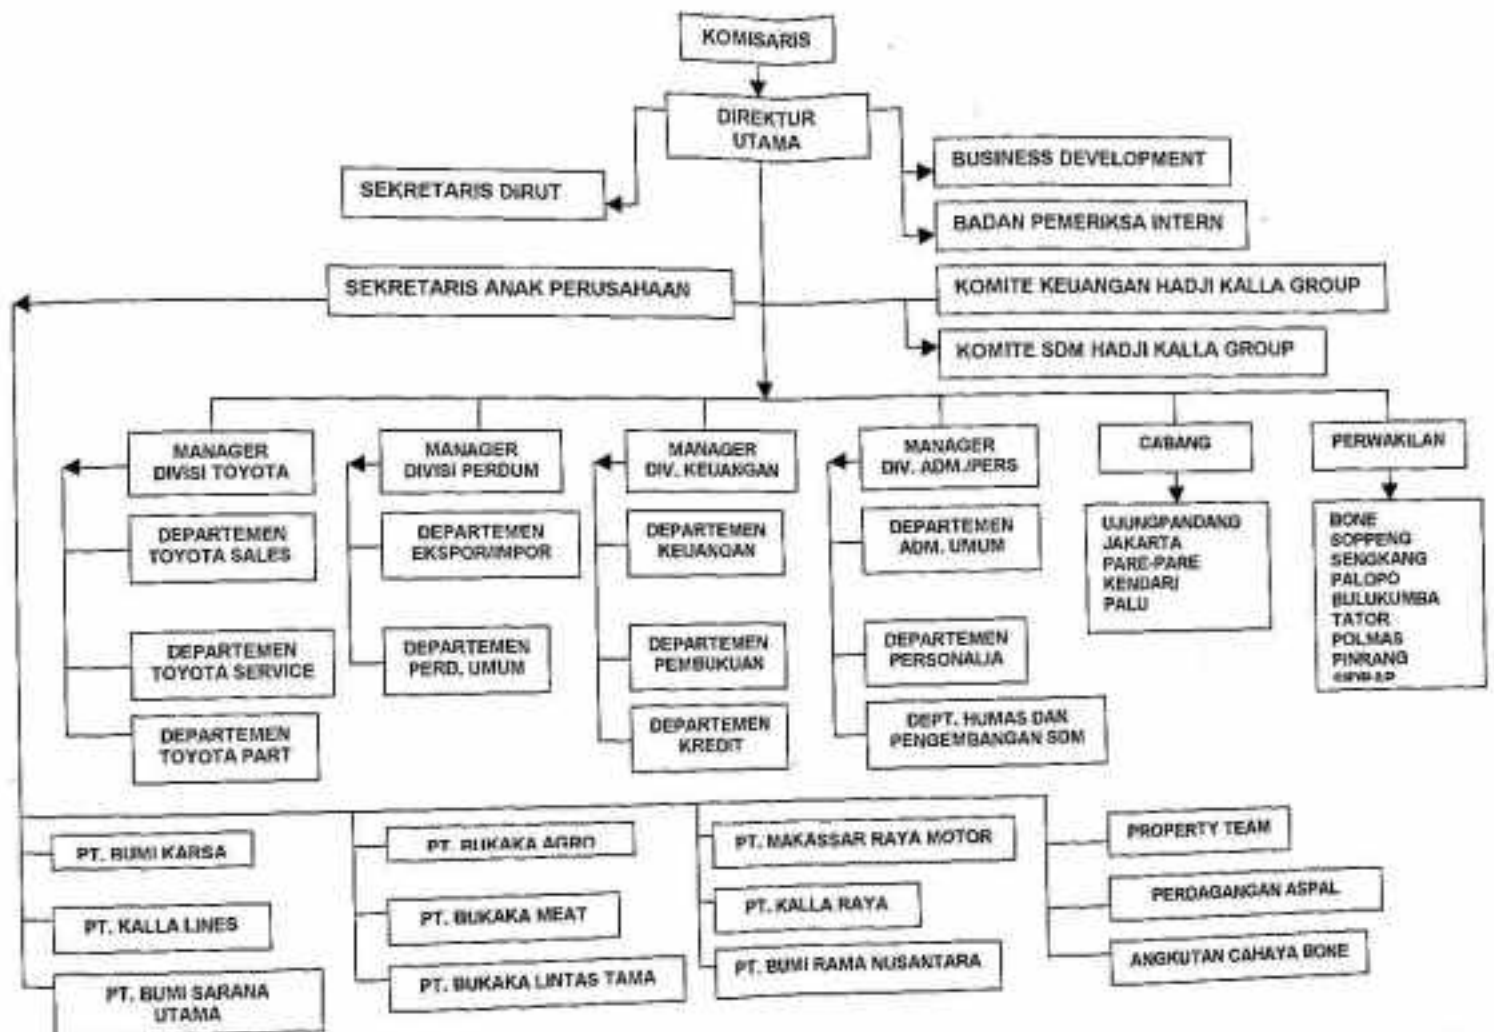 KOMISARIS
DIREKTUR
UTAMA
BUSINESS DEVELOPMENT
SEKRETARIS DIRUT
BADAN PEMERIKSA INTERN
SEKRETARIS ANAK PERUSAHAAN
KOMITE KEUANGAN HADJI KALLA GROUP
KOMITE SDM HADJI KALLA GROUP
MANAGER
DIVISI TOYOTA
MANAGER
DIVISI PERDUM
MANAGER
DIV. KEUANGAN
MANAGER
DIV. ADM./PERS
CABANG
PERWAKILAN
DEPARTEMEN
TOYOTA SALES
DEPARTEMEN
EKSPOR/IMPOR
DEPARTEMEN
KEUANGAN
DEPARTEMEN
ADM. UMUM
UJUNGPANDANG
JAKARTA
PARE-PARE
KENDARI
PALU
BONE
SOPPENG
SENGKANG
PALOPO
BULUKUMBA
TATOR
POLMAS
PINRANG
DEPARTEMEN
TOYOTA SERVICE
DEPARTEMEN
PERD. UMUM
DEPARTEMEN
PEMBUKUAN
DEPARTEMEN
PERSONALIA
DEPARTEMEN
TOYOTA PART
DEPARTEMEN
KREDIT
DEPT. HUMAS DAN
PENGEMBANGAN SDM
PT. BUMI KARSA
PT. BUKAKA AGRO
PT. MAKASSAR RAYA MOTOR
PROPERTY TEAM
PT. KALLA LINES
PT. BUKAKA MEAT
PT. KALLA RAYA
PERDAGANGAN ASPAL
PT. BUMI SARANA
UTAMA
PT. BUKAKA LINTAS TAMA
PT. BUMI RAMA NUSANTARA
ANGKUTAN CAHAYA BONE